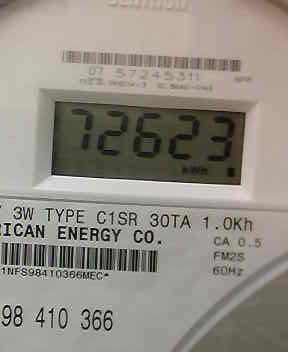 07 57245311
72623
kWh
3W TYPE C1SR 30TA 1.0Kh
RICAN ENERGY CO.
CA 0.5
FM2S
60Hz
1NFS98410366MEC*
98 410 366